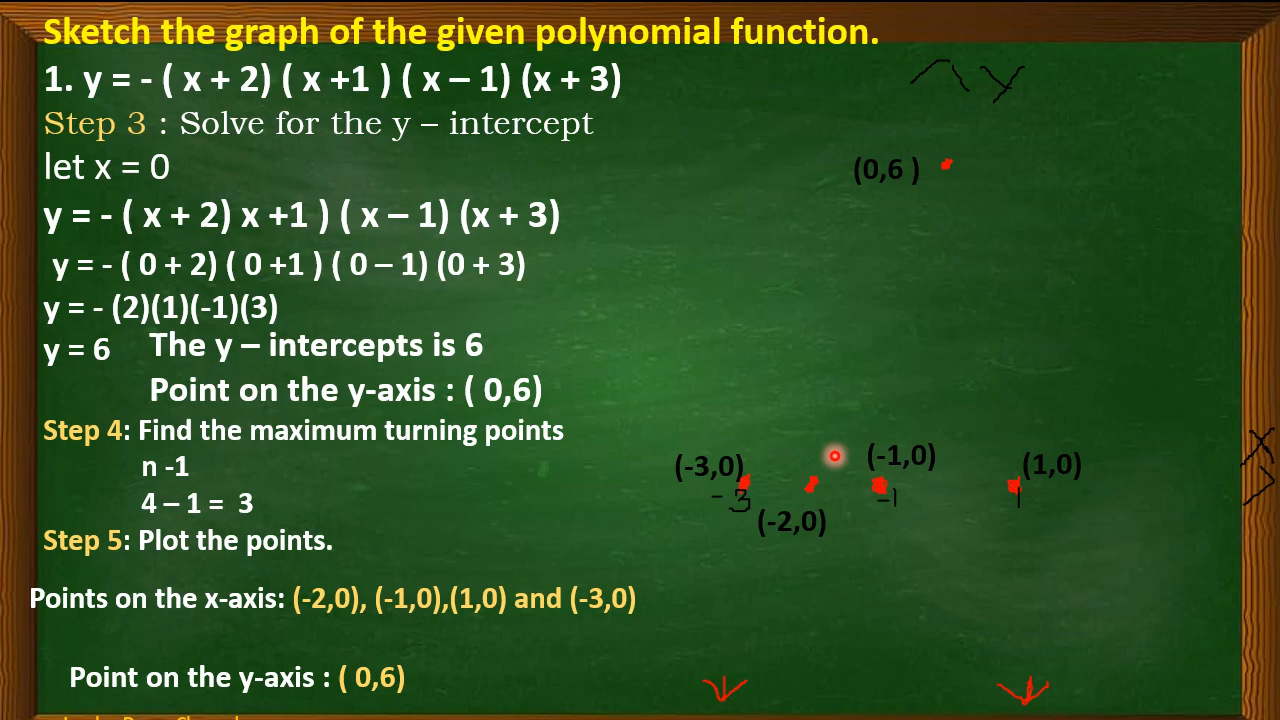 Sketch the graph of the given polynomial function.
1. y = - ( x + 2) ( x +1 ) ( x – 1) (x + 3)
Step 3 : Solve for the y – intercept
let x = 0
y = - ( x + 2) x +1 ) ( x – 1) (x + 3)
y = - ( 0 + 2) ( 0 +1 ) ( 0 – 1) (0 + 3)
y = - (2)(1)(-1)(3)
y = 6 The y – intercepts is 6
Point on the y-axis : ( 0,6)
Step 4: Find the maximum turning points
n -1
4 – 1 = 3
Step 5: Plot the points.
Points on the x-axis: (-2,0), (-1,0),(1,0) and (-3,0)
Point on the y-axis : ( 0,6)
y
(0,6 )
(-3,0)
(-1,0)
(1,0)
x
-3
-1
1
(-2,0)